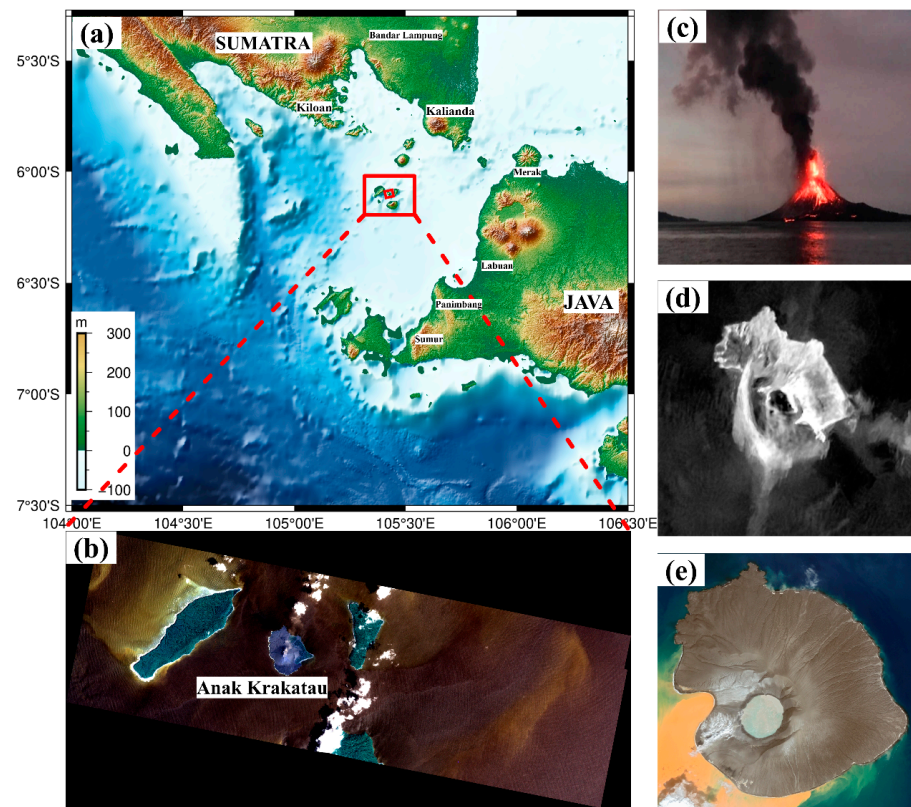 (a)
SUMATRA
Bandar Lampung
Kiloan
Kalianda
Merak
Labuan
Panimbang
JAVA
Sumur
5°30'S
6°00'S
6°30'S
7°00'S
7°30'S
m
300
200
100
0
−100
104°00'E
104°30'E
105°00'E
105°30'E
106°00'E
106°30'E
(b)
Anak Krakatau
(c)
(d)
(e)